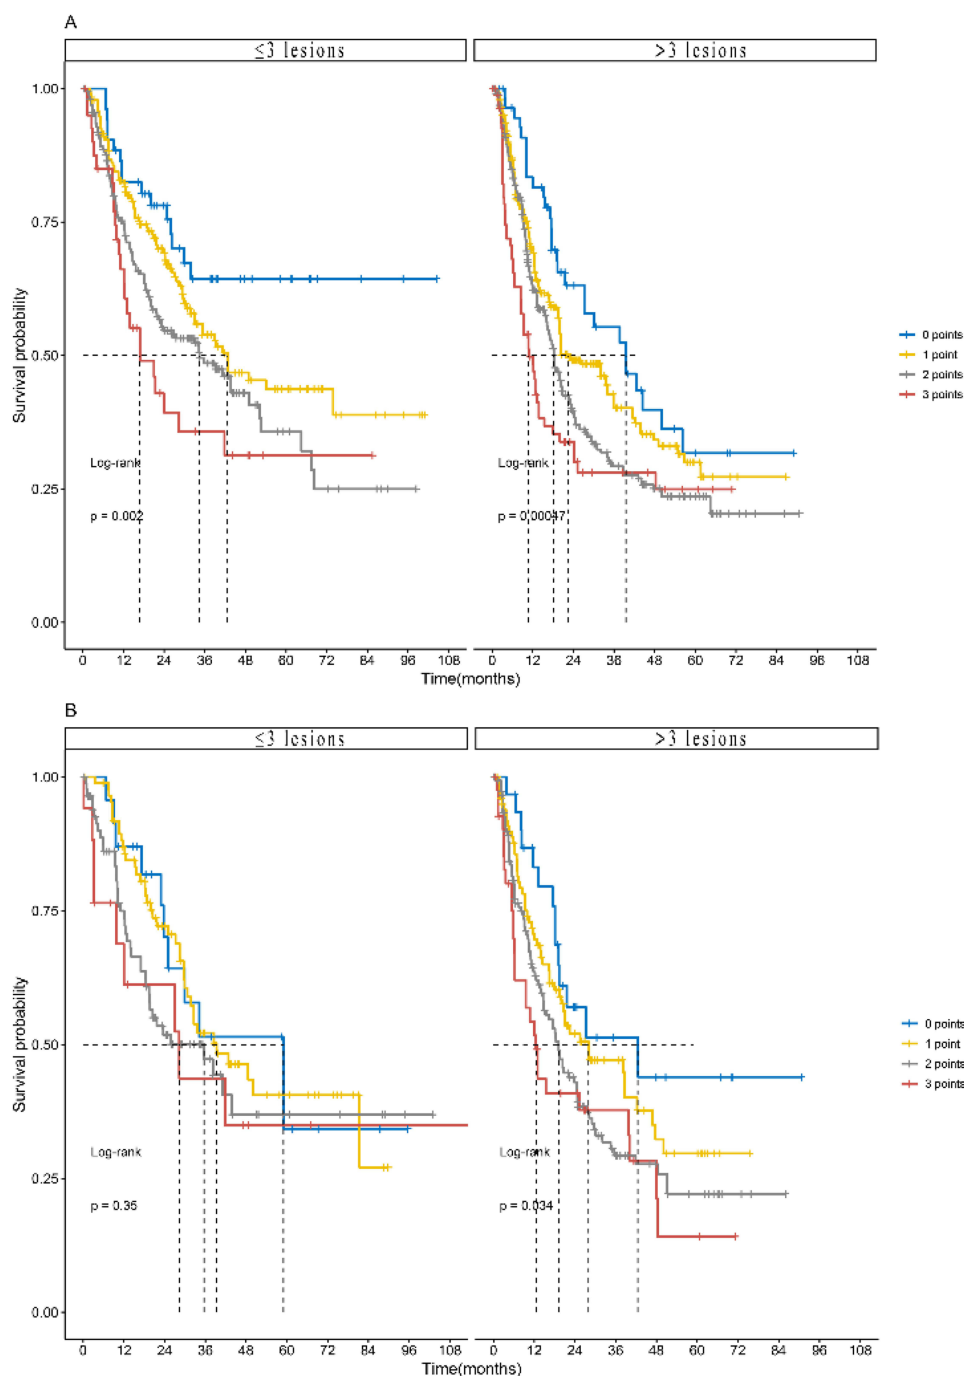 A
≤3 lesions
>3 lesions
1.00
0.75
0.50
0.25
0.00
Survival probability
Log-rank
p = 0.002
Log-rank
p = 0.00047
0 points
1 point
2 points
3 points
0 12 24 36 48 60 72 84 96 108
0 12 24 36 48 60 72 84 96 108
Time(months)
B
≤3 lesions
>3 lesions
1.00
0.75
0.50
0.25
0.00
Survival probability
Log-rank
p = 0.35
Log-rank
p = 0.034
0 points
1 point
2 points
3 points
0 12 24 36 48 60 72 84 96 108
0 12 24 36 48 60 72 84 96 108
Time(months)